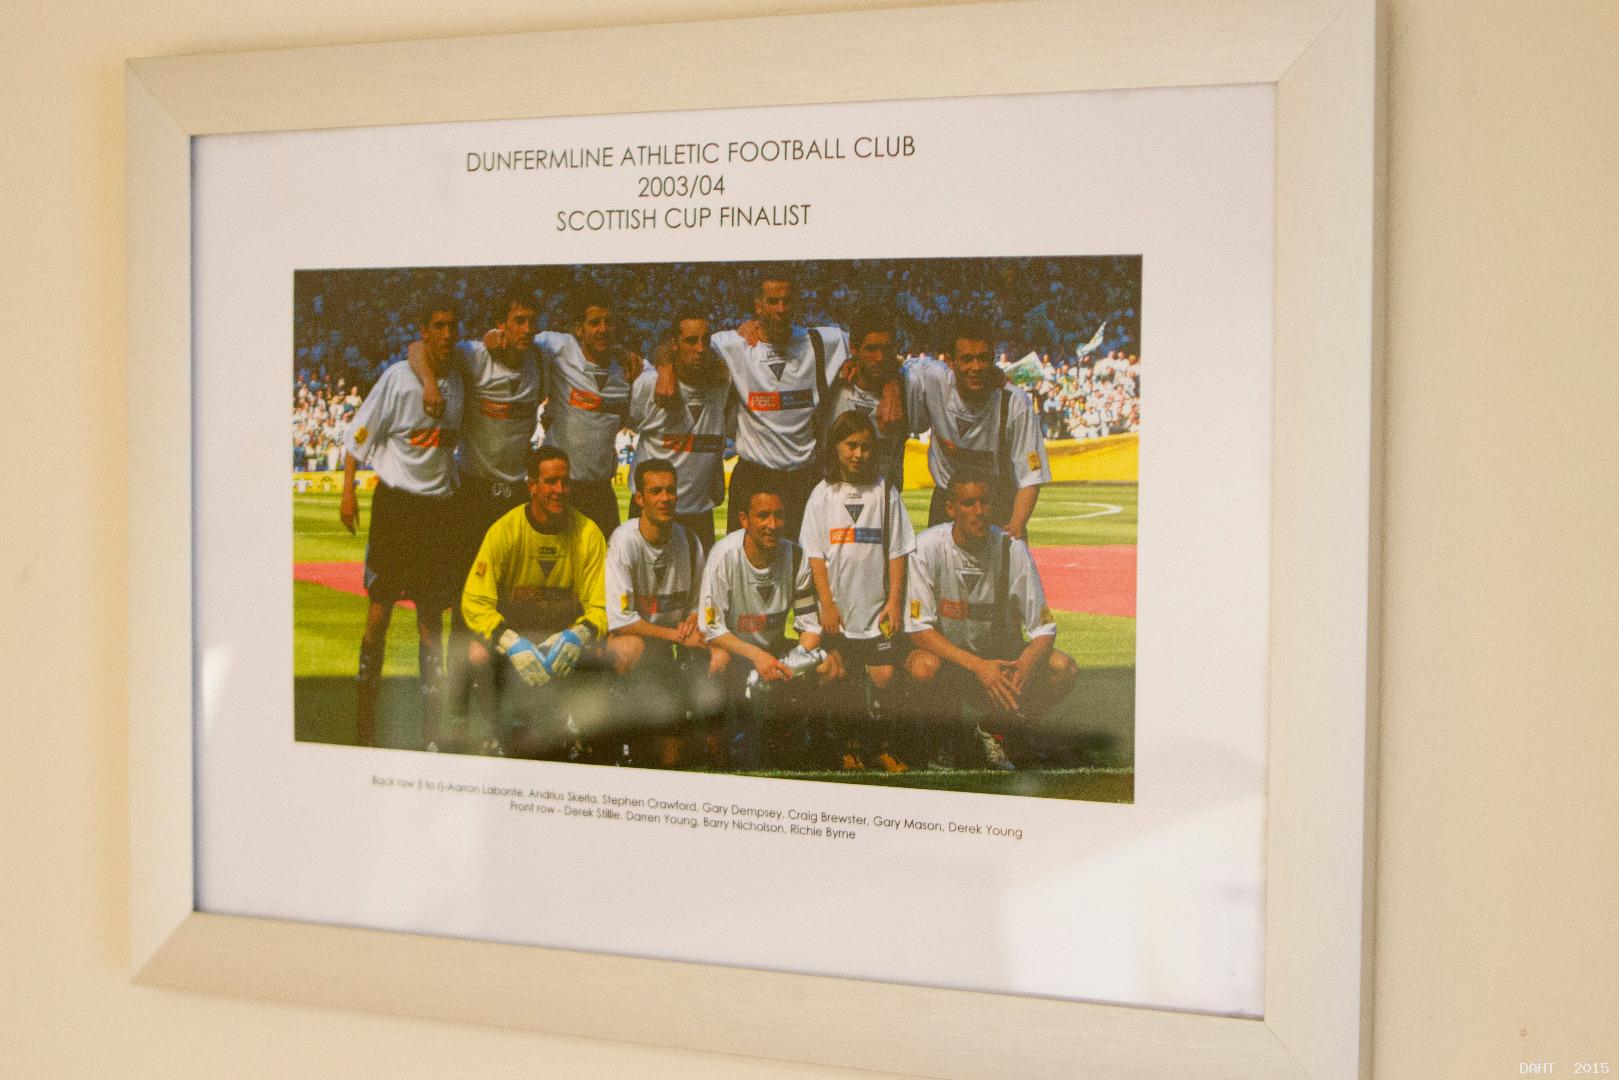 DUNFERMLINE ATHLETIC FOOTBALL CLUB
2003/04
SCOTTISH CUP FINALIST
Back row (l to r)-Aarron Labonte, Andrius Skerla, Stephen Crawford, Gary Dempsey, Craig Brewster, Gary Mason, Derek Young
Front row - Derek Stillie, Darren Young, Barry Nicholson, Richie Byrne
DAHT 2015